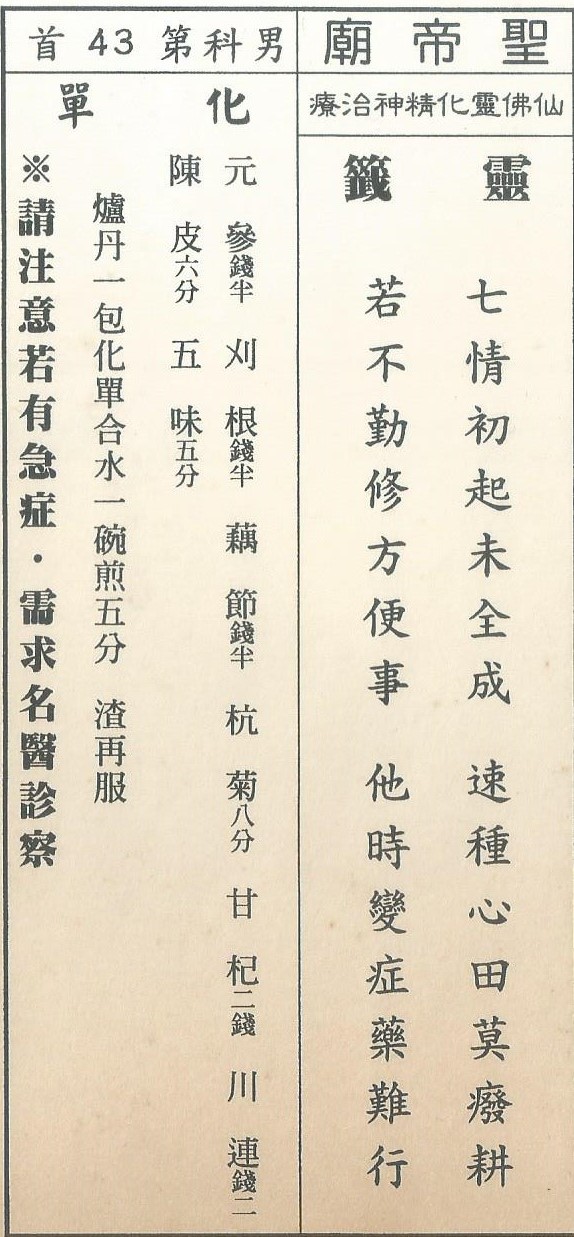 聖帝廟
仙佛靈化精神治療
靈籤
七情初起未全成 速種心田莫癈耕
若不勤修方便事 他時變症藥難行
男科第43首
化單
元參錢半 刈根錢半 藕節錢半 杭菊八分 甘杞二錢 川連錢二
陳皮六分 五味五分
爐丹一包化單合水一碗煎五分 渣再服
※請注意若有急症・需求名醫診察